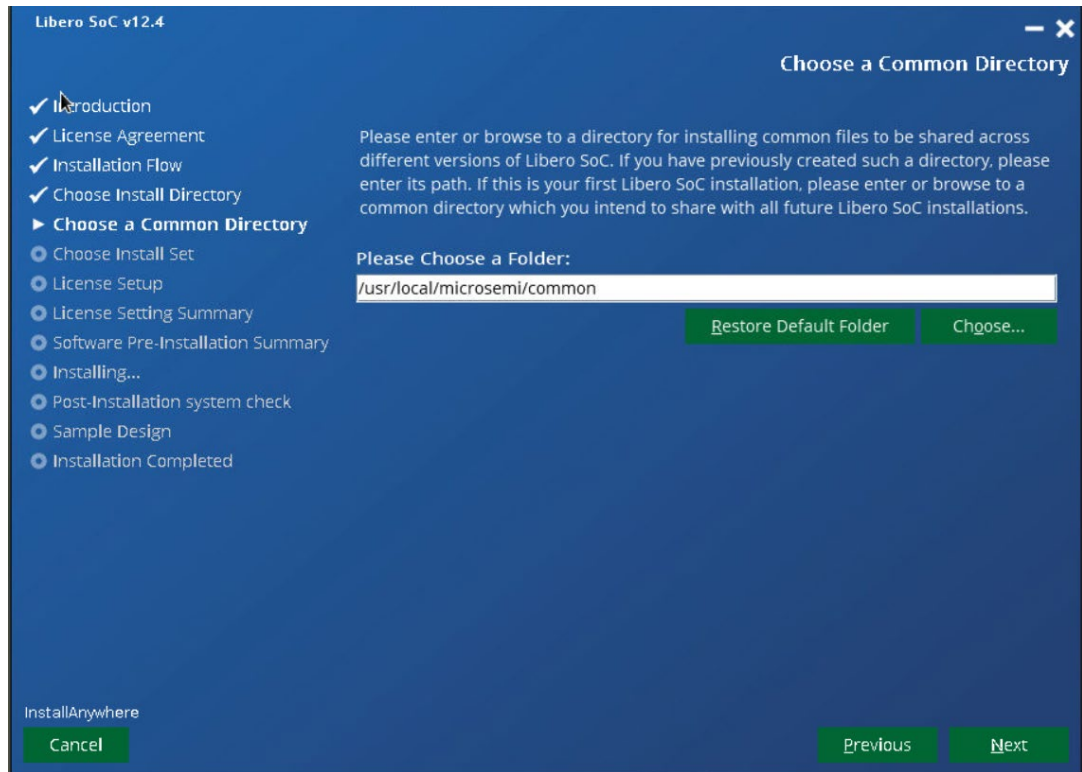 Libero SoC v12.4
Choose a Common Directory
Introduction
License Agreement
Installation Flow
Choose Install Directory
Choose a Common Directory
Choose Install Set
License Setup
License Setting Summary
Software Pre-Installation Summary
Installing...
Post-Installation system check
Sample Design
Installation Completed
Please enter or browse to a directory for installing common files to be shared across
different versions of Libero SoC. If you have previously created such a directory, please
enter its path. If this is your first Libero SoC installation, please enter or browse to a
common directory which you intend to share with all future Libero SoC installations.
Please Choose a Folder:
/usr/local/microsemi/common
Restore Default Folder
Choose...
InstallAnywhere
Cancel
Previous
Next